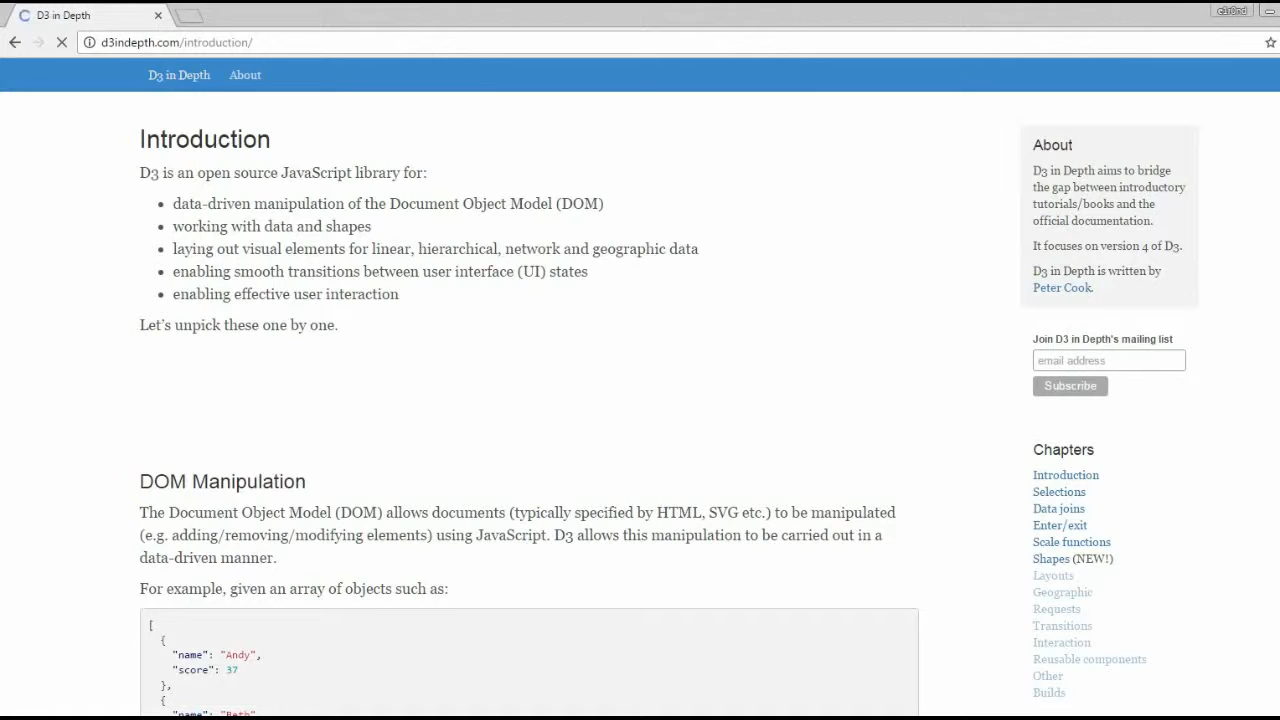 D3 in Depth
e1r0nd
d3indepth.com/introduction/
D3 in Depth About
Introduction
D3 is an open source JavaScript library for:
• data-driven manipulation of the Document Object Model (DOM)
• working with data and shapes
• laying out visual elements for linear, hierarchical, network and geographic data
• enabling smooth transitions between user interface (UI) states
• enabling effective user interaction
Let's unpick these one by one.
DOM Manipulation
The Document Object Model (DOM) allows documents (typically specified by HTML, SVG etc.) to be manipulated
(e.g. adding/removing/modifying elements) using JavaScript. D3 allows this manipulation to be carried out in a
data-driven manner.
For example, given an array of objects such as:
[
{
"name": "Andy",
"score": 37
},
{
"name": "Beth",
About
D3 in Depth aims to bridge
the gap between introductory
tutorials/books and the
official documentation.
It focuses on version 4 of D3.
D3 in Depth is written by
Peter Cook.
Join D3 in Depth's mailing list
email address
Subscribe
Chapters
Introduction
Selections
Data joins
Enter/exit
Scale functions
Shapes (NEW!)
Layouts
Geographic
Requests
Transitions
Interaction
Reusable components
Other
Builds